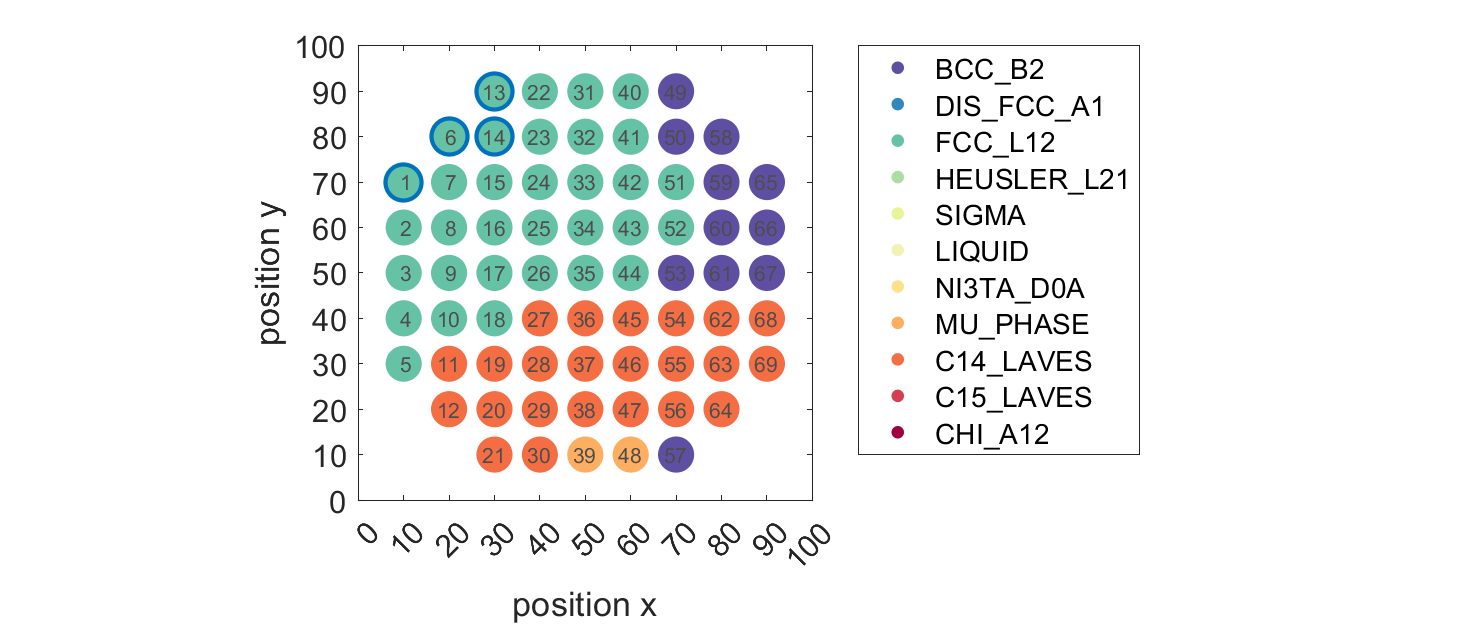 100
90
80
70
60
50
40
30
20
10
0
position y
13 22 31 40 49
6 14 23 32 41 50 58
1 7 15 24 33 42 51 59 65
2 8 16 25 34 43 52 60 66
3 9 17 26 35 44 53 61 67
4 10 18 27 36 45 54 62 68
5 11 19 28 37 46 55 63 69
12 20 29 38 47 56 64
21 30 39 48 57
0 10 20 30 40 50 60 70 80 90 100
position x
BCC_B2
DIS_FCC_A1
FCC_L12
HEUSLER_L21
SIGMA
LIQUID
NI3TA_D0A
MU_PHASE
C14_LAVES
C15_LAVES
CHI_A12